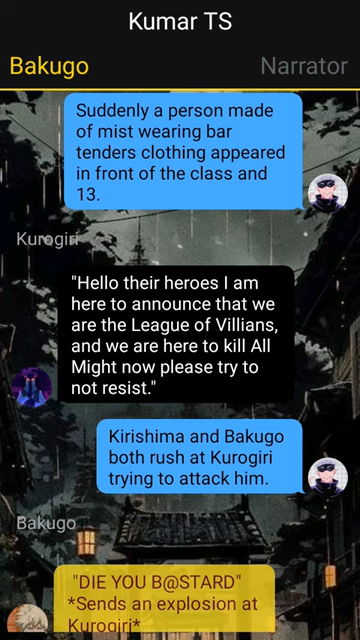 Kumar TS
Bakugo
Narrator
Suddenly a person made
of mist wearing bar
tenders clothing appeared
in front of the class and
13.
Kurogiri
"Hello their heroes I am
here to announce that we
are the League of Villians,
and we are here to kill All
Might now please try to
not resist."
Kirishima and Bakugo
both rush at Kurogiri
trying to attack him.
Bakugo
"DIE YOU B@STARD"
*Sends an explosion at
Kurogiri*